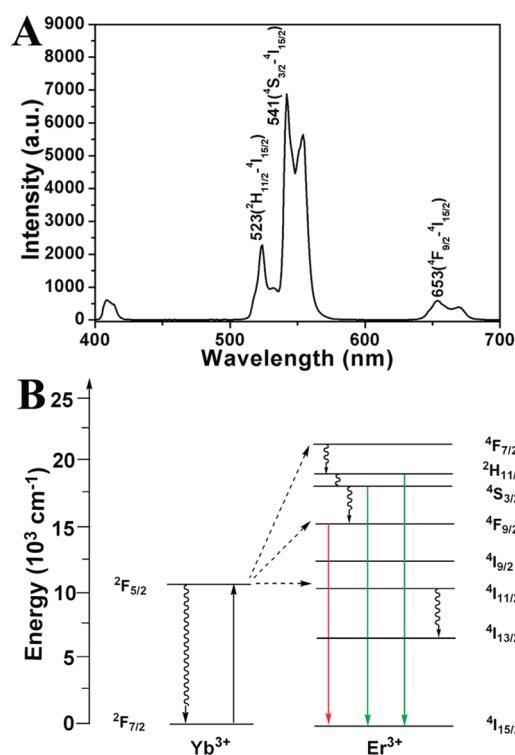 A
9000
8000
7000
6000
5000
4000
3000
2000
1000
0
Intensity (a.u.)
523(²H₁₁/₂-⁴I₁₅/₂)
541(⁴S₃/₂-⁴I₁₅/₂)
653(⁴F₉/₂-⁴I₁₅/₂)
400 500 600 700
Wavelength (nm)
B
25
20
15
10
5
0
Energy (10³ cm⁻¹)
²F₅/₂
²F₇/₂
Yb³⁺
⁴F₇/₂
²H₁₁/
⁴S₃/₂
⁴F₉/₂
⁴I₉/₂
⁴I₁₁/₂
⁴I₁₃/₂
⁴I₁₅/₂
Er³⁺